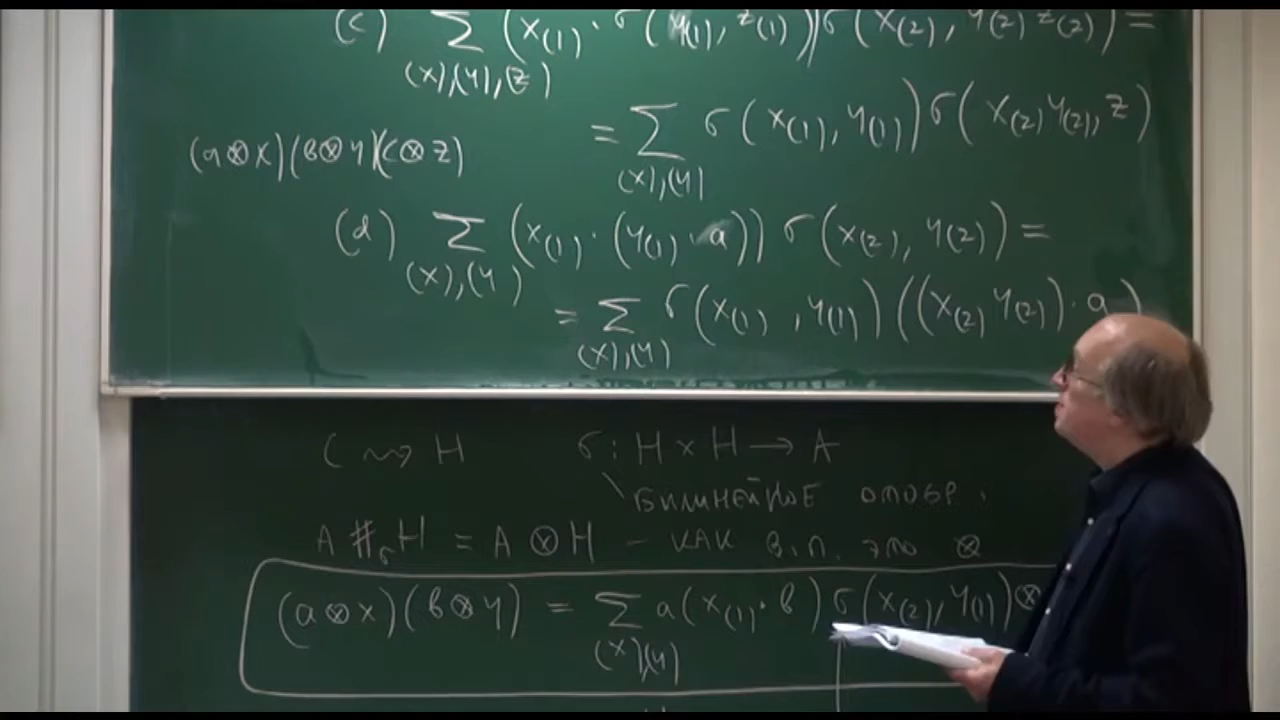 (c) ∑ (x₍₁₎ · σ(y₍₁₎, z₍₁₎)) σ(x₍₂₎, y₍₂₎ z₍₂₎) =
(x),(y),(z)
= ∑ σ(x₍₁₎, y₍₁₎) σ(x₍₂₎ y₍₂₎, z)
(x),(y)
(a⊗x)(b⊗y)(c⊗z)
(d) ∑ (x₍₁₎ · (y₍₁₎ · a)) σ(x₍₂₎, y₍₂₎) =
(x),(y)
= ∑ σ(x₍₁₎, y₍₁₎) ((x₍₂₎ y₍₂₎) · a)
(x),(y)
C ⇝ H σ : H × H → A
БИЛИНЕЙНОЕ ОТОБР.
A #σ H = A ⊗ H – КАК В.П. ЭТО ⊗
(a⊗x)(b⊗y) = ∑ a(x₍₁₎ · b) σ(x₍₂₎, y₍₁₎) ⊗
(x),(y)